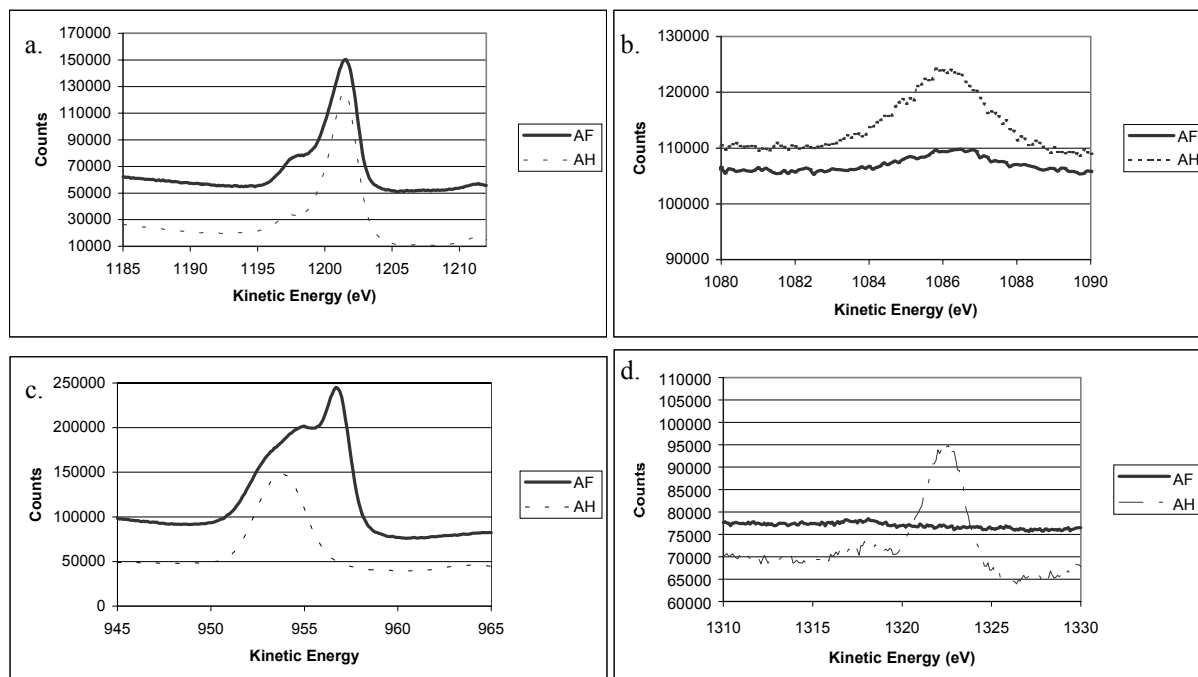 a.
Counts
150000
130000
110000
90000
70000
50000
30000
10000
1185 1190 1195 1200 1205 1210
Kinetic Energy (eV)
AF
AH
b.
Counts
130000
120000
110000
100000
90000
1080 1082 1084 1086 1088 1090
Kinetic Energy (eV)
AF
AH
c.
Counts
250000
200000
150000
100000
50000
0
945 950 955 960 965
Kinetic Energy
AF
AH
d.
Counts
110000
105000
100000
95000
90000
85000
80000
75000
70000
65000
60000
1310 1315 1320 1325 1330
Kinetic Energy (eV)
AF
AH